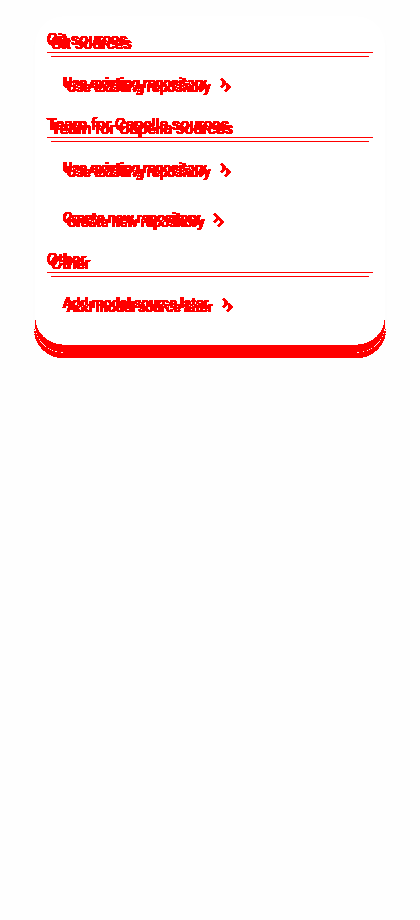 Git sources
Use existing repository
Team for Capella sources
Use existing repository
Create new repository
Other
Add model source later